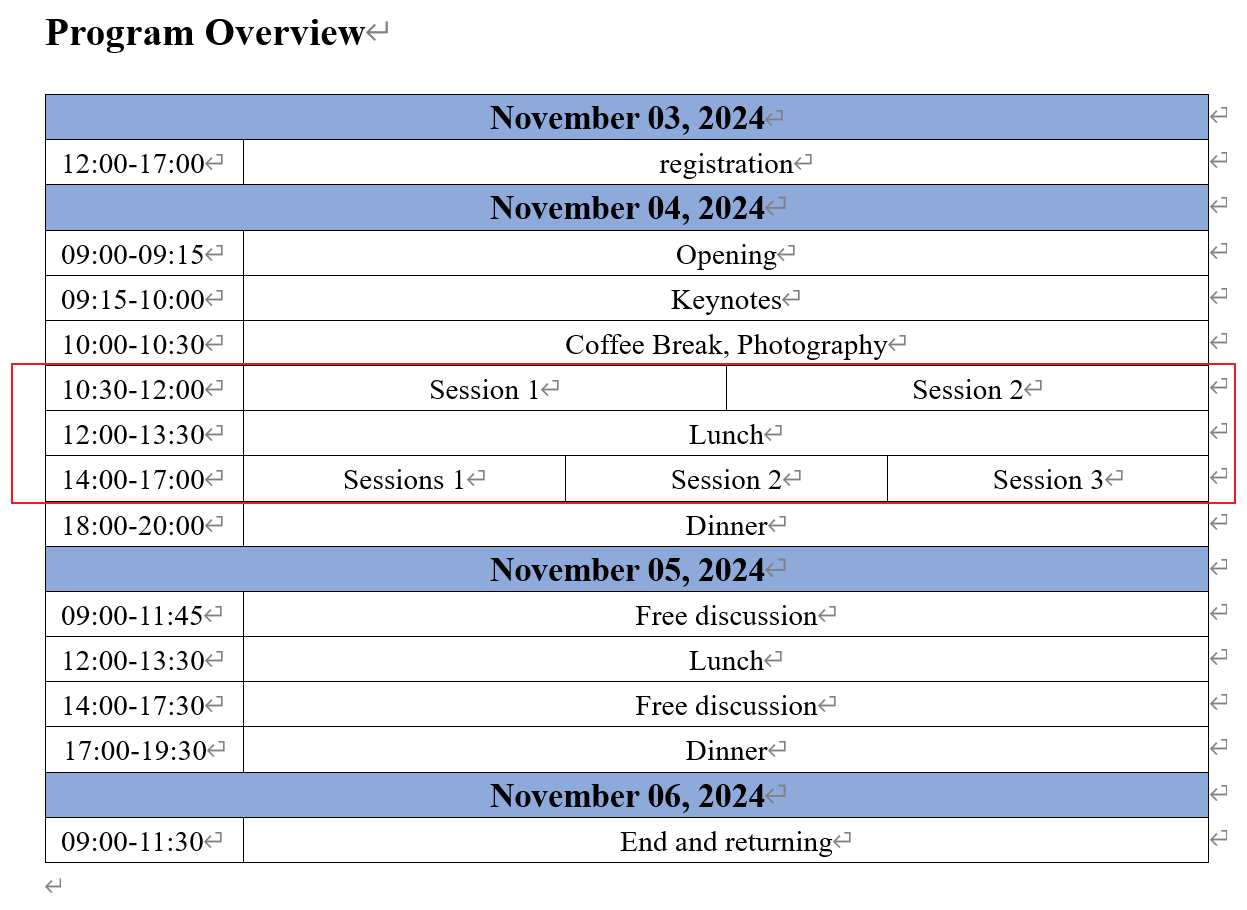 Program Overview
November 03, 2024
12:00-17:00 registration
November 04, 2024
09:00-09:15 Opening
09:15-10:00 Keynotes
10:00-10:30 Coffee Break, Photography
10:30-12:00 Session 1 Session 2
12:00-13:30 Lunch
14:00-17:00 Sessions 1 Session 2 Session 3
18:00-20:00 Dinner
November 05, 2024
09:00-11:45 Free discussion
12:00-13:30 Lunch
14:00-17:30 Free discussion
17:00-19:30 Dinner
November 06, 2024
09:00-11:30 End and returning